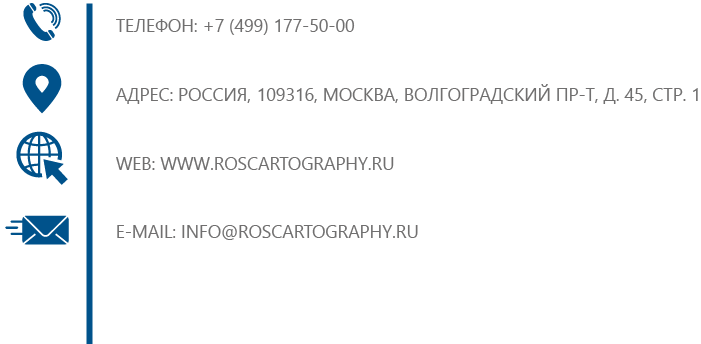 ТЕЛЕФОН: +7 (499) 177-50-00
АДРЕС: РОССИЯ, 109316, МОСКВА, ВОЛГОГРАДСКИЙ ПР-Т, Д. 45, СТР. 1
WEB: WWW.ROSCARTOGRAPHY.RU
E-MAIL: INFO@ROSCARTOGRAPHY.RU